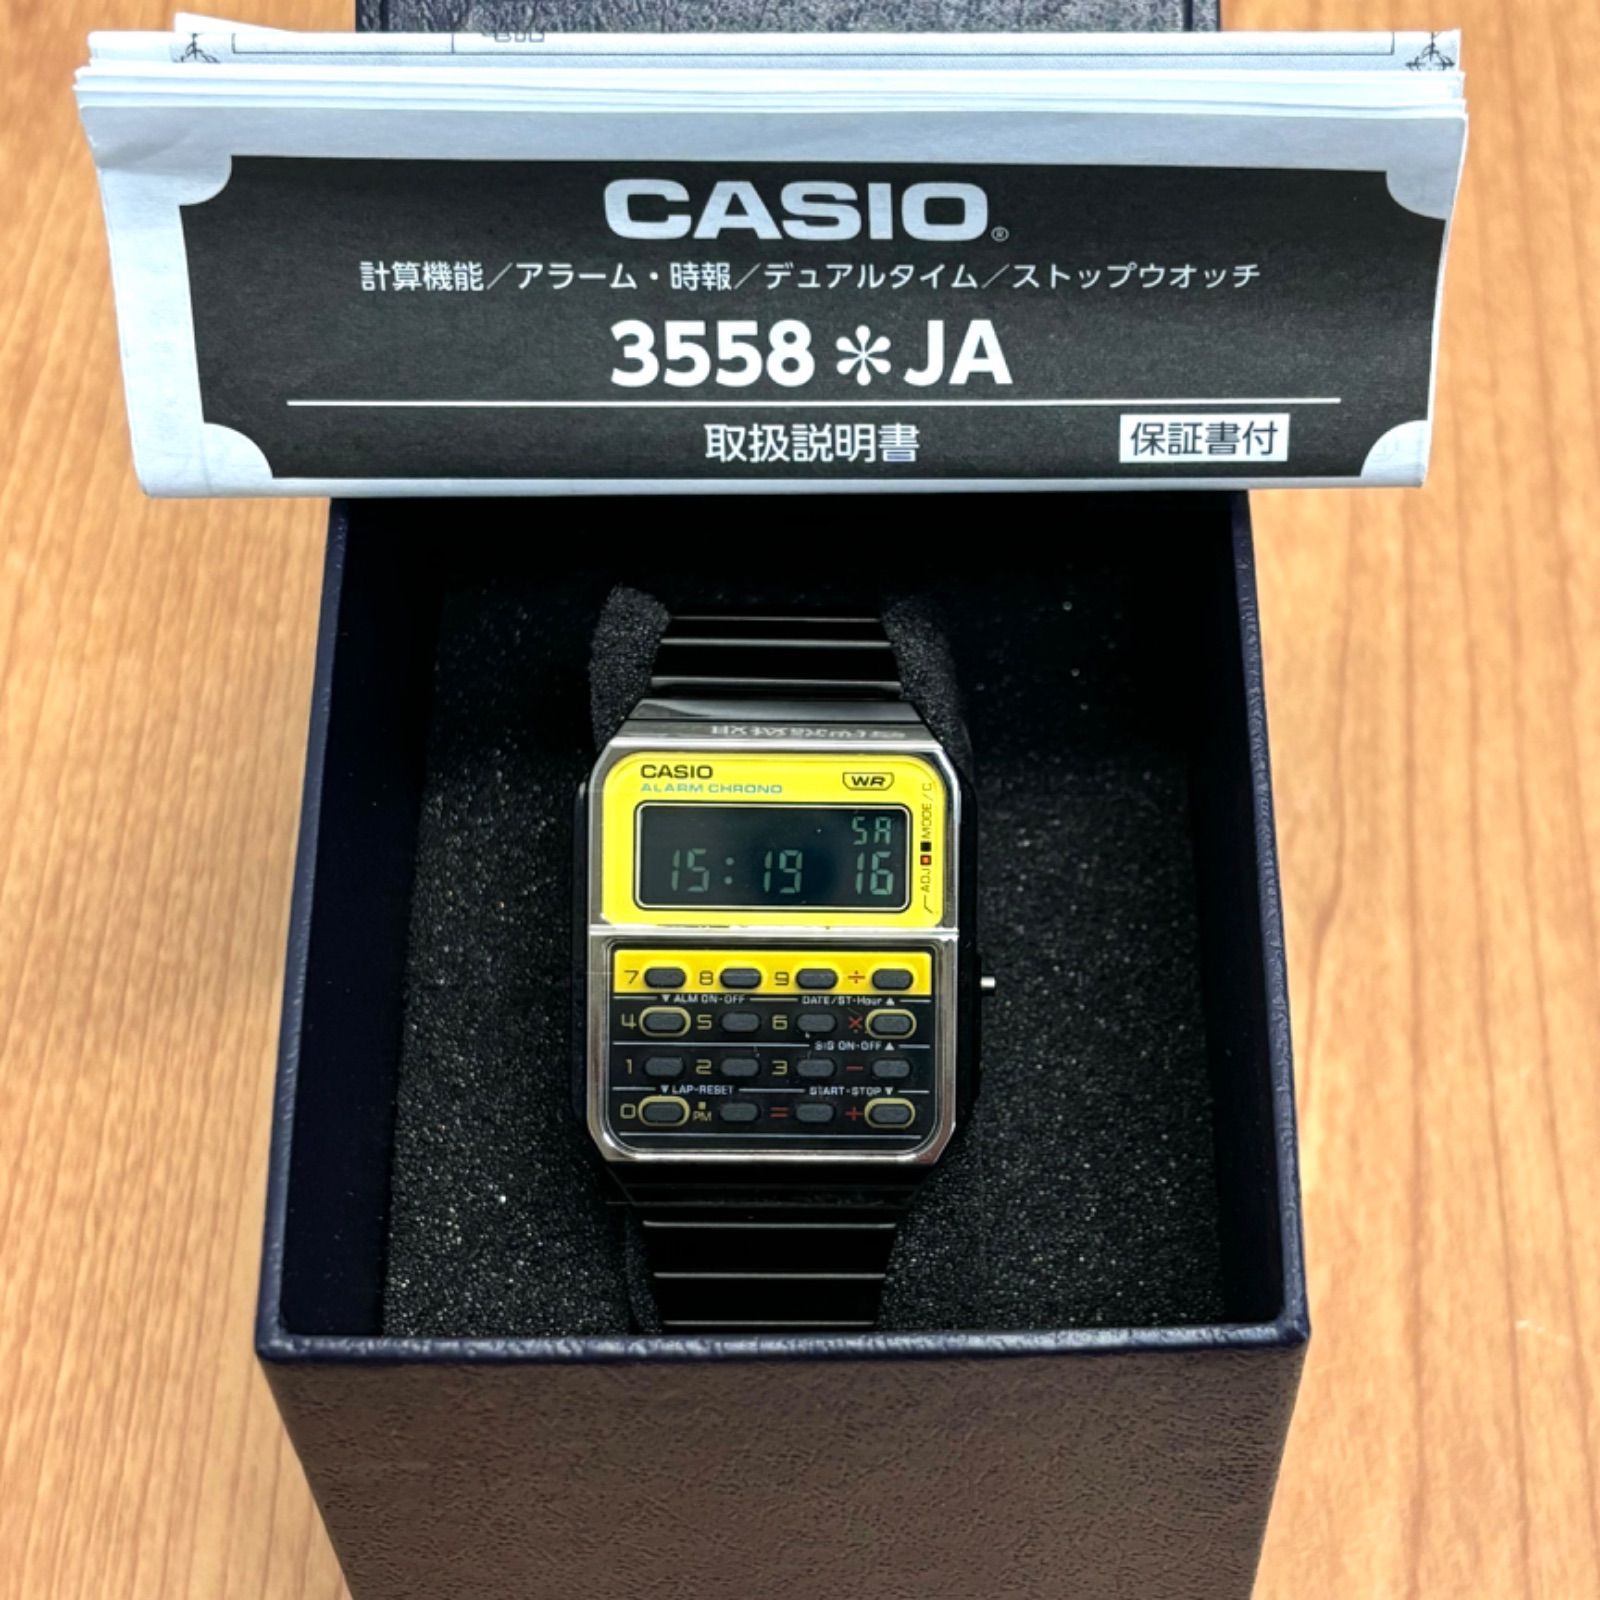 CASIO®
計算機能／アラーム・時報／デュアルタイム／ストップウオッチ
3558＊JA
取扱説明書 保証書付
CASIO WR
ALARM CHRONO
ADJ MODE/C
SA
15:19 16
7 8 9 ÷
▼ALM ON-OFF DATE/ST-Hour▲
4 5 6 ×
SIG ON-OFF▲
1 2 3 −
▼LAP-RESET START-STOP▼
0 PM = +